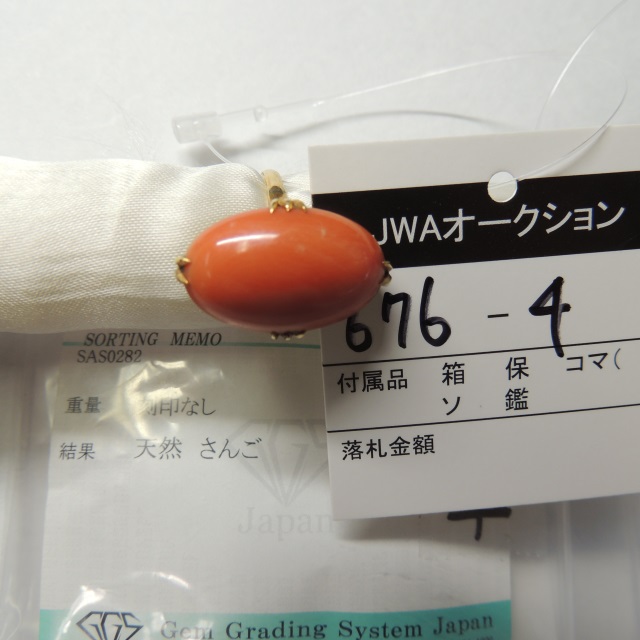 JWAオークション
676-4
付属品 箱 保 コマ(
ソ 鑑
落札金額
SORTING MEMO
SAS0282
重量 刻印なし
結果 天然 さんご
Japan
Gem Grading System Japan